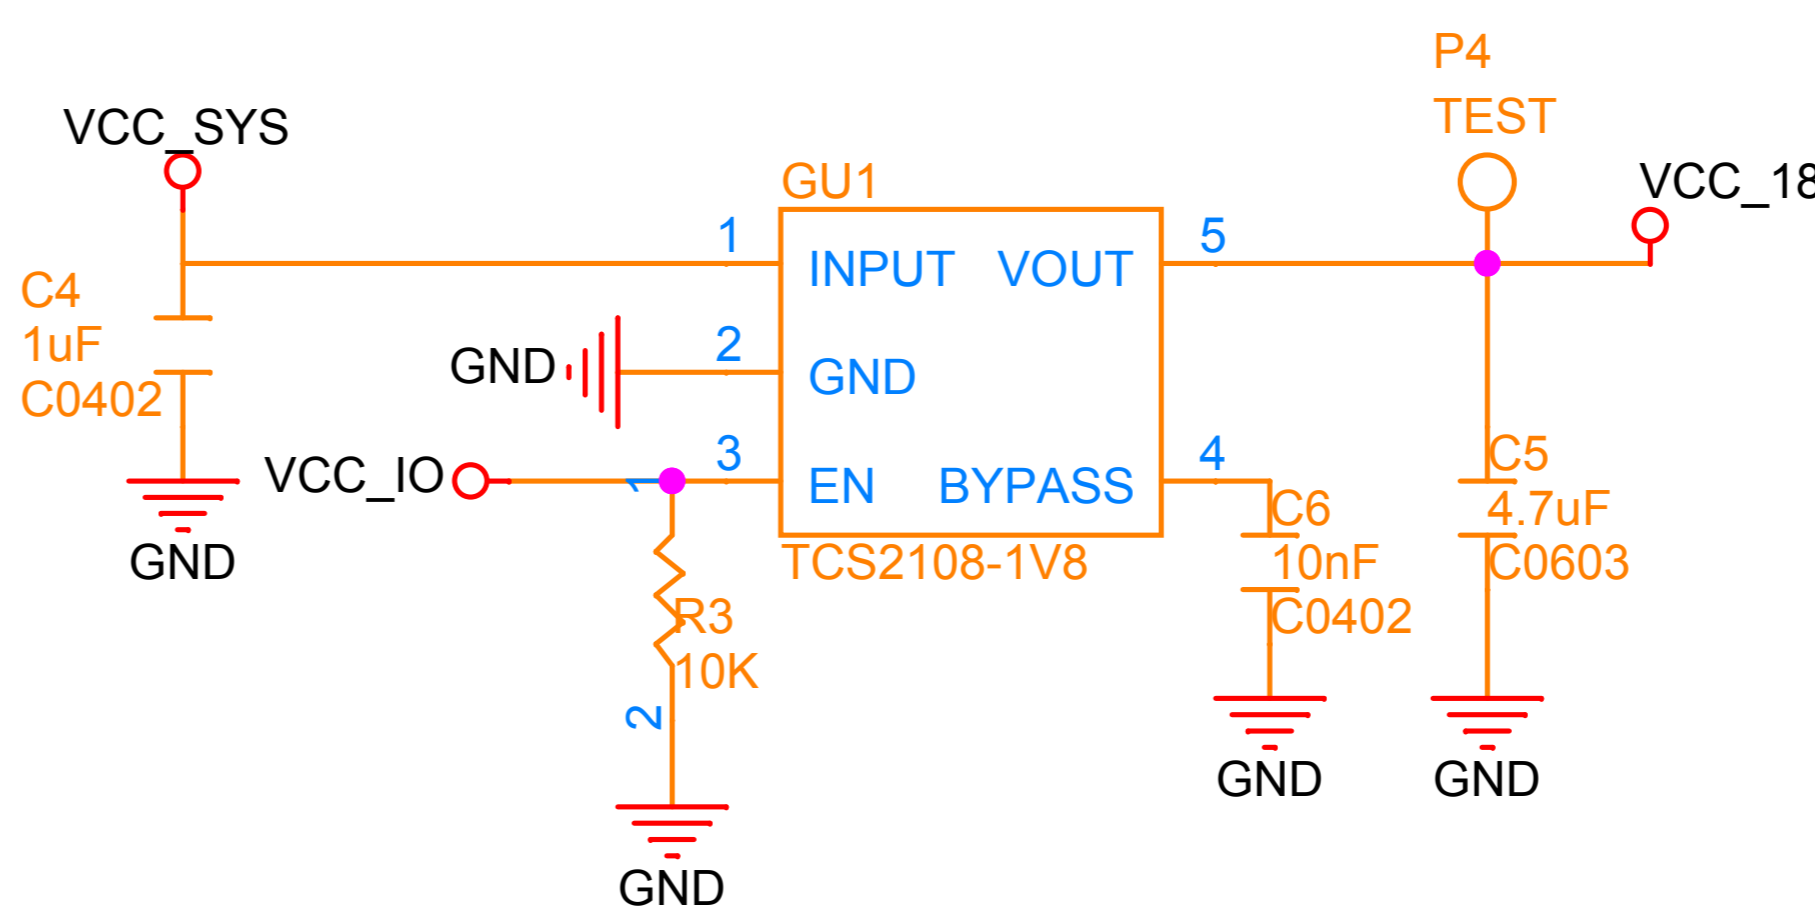 P4
TEST
VCC_SYS
GU1
VCC_18
1
5
INPUT
VOUT
C4
1uF
C0402
2
GND
GND
3
4
VCC_IO
1
EN
BYPASS
C5
4.7uF
C0603
C6
10nF
C0402
GND
TCS2108-1V8
R3
10K
2
GND
GND
GND